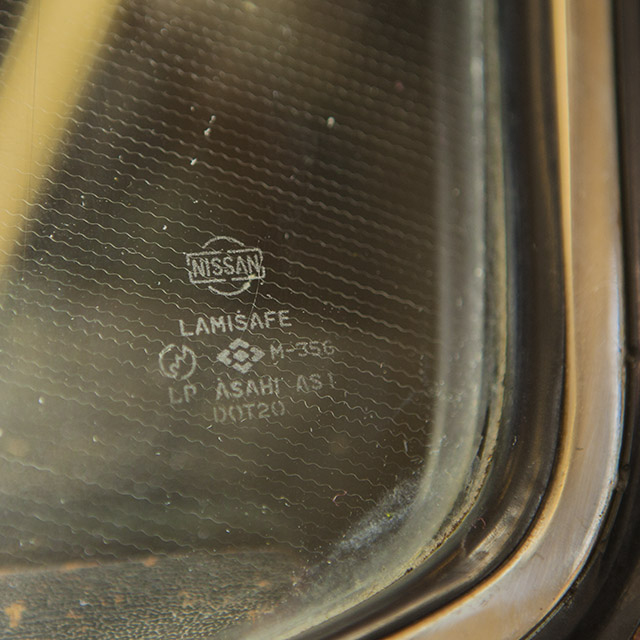 NISSAN
LAMISAFE
M-356
LP ASAHI AS1
DOT20